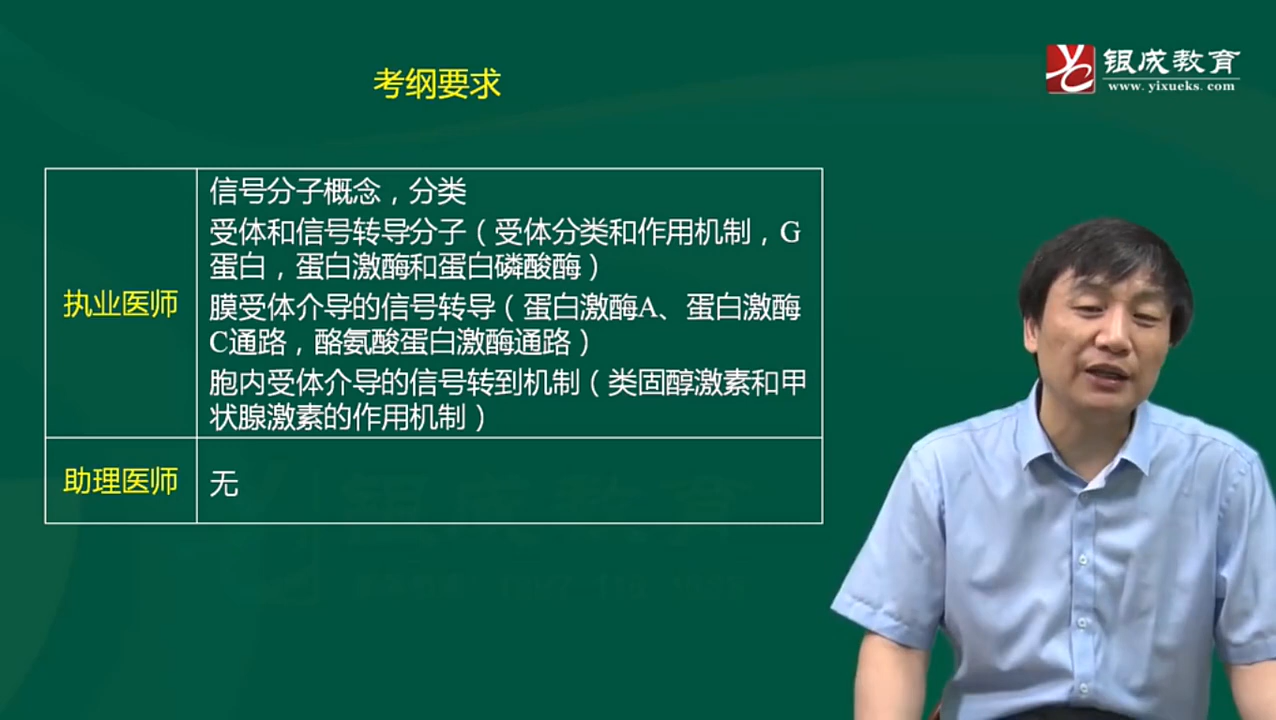 考纲要求
银成教育
www.yixueks.com
执业医师
信号分子概念，分类
受体和信号转导分子（受体分类和作用机制，G
蛋白，蛋白激酶和蛋白磷酸酶）
膜受体介导的信号转导（蛋白激酶A、蛋白激酶
C通路，酪氨酸蛋白激酶通路）
胞内受体介导的信号转到机制（类固醇激素和甲
状腺激素的作用机制）
助理医师
无
银成教育